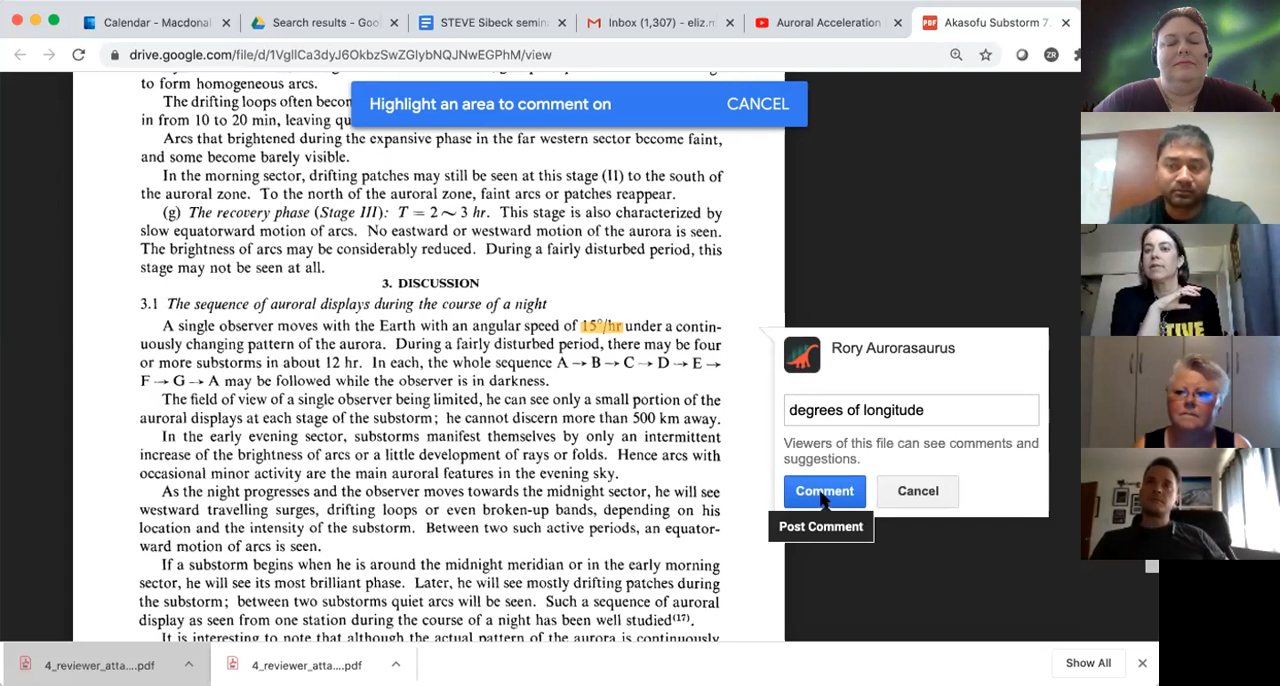 Calendar - Macdonal
Search results - Goo
STEVE Sibeck semin
Inbox (1,307) - eliz.m
Auroral Acceleration
PDF
Akasofu Substorm 7.
drive.google.com/file/d/1VgllCa3dyJ6OkbzSwZGlybNQJNwEGPhM/view
ZR
to form homogeneous arcs.
Highlight an area to comment on
CANCEL
The drifting loops often becom
in from 10 to 20 min, leaving qu
Arcs that brightened during the expansive phase in the far western sector become faint,
and some become barely visible.
In the morning sector, drifting patches may still be seen at this stage (II) to the south of
the auroral zone. To the north of the auroral zone, faint arcs or patches reappear.
(g) The recovery phase (Stage III): T = 2 ~ 3 hr. This stage is also characterized by
slow equatorward motion of arcs. No eastward or westward motion of the aurora is seen.
The brightness of arcs may be considerably reduced. During a fairly disturbed period, this
stage may not be seen at all.
3. DISCUSSION
3.1 The sequence of auroral displays during the course of a night
A single observer moves with the Earth with an angular speed of 15°/hr under a contin-
uously changing pattern of the aurora. During a fairly disturbed period, there may be four
or more substorms in about 12 hr. In each, the whole sequence A → B → C → D → E →
F → G → A may be followed while the observer is in darkness.
The field of view of a single observer being limited, he can see only a small portion of the
auroral displays at each stage of the substorm; he cannot discern more than 500 km away.
In the early evening sector, substorms manifest themselves by only an intermittent
increase of the brightness of arcs or a little development of rays or folds. Hence arcs with
occasional minor activity are the main auroral features in the evening sky.
As the night progresses and the observer moves towards the midnight sector, he will see
westward travelling surges, drifting loops or even broken-up bands, depending on his
location and the intensity of the substorm. Between two such active periods, an equator-
ward motion of arcs is seen.
If a substorm begins when he is around the midnight meridian or in the early morning
sector, he will see its most brilliant phase. Later, he will see mostly drifting patches during
the substorm; between two substorms quiet arcs will be seen. Such a sequence of auroral
display as seen from one station during the course of a night has been well studied(17).
It is interesting to note that although the actual pattern of the aurora is continuously
Rory Aurorasaurus
degrees of longitude
Viewers of this file can see comments and
suggestions.
Comment
Cancel
Post Comment
4_reviewer_atta....pdf
4_reviewer_atta....pdf
Show All